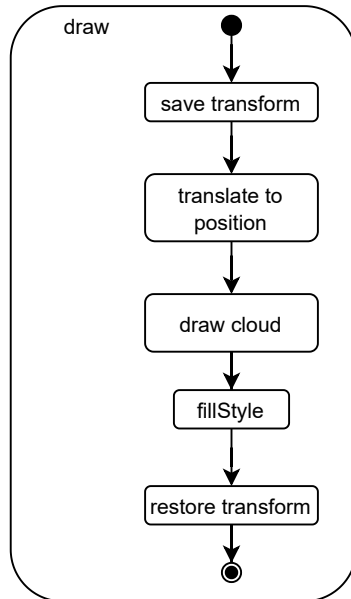 draw
save transform
translate to
position
draw cloud
fillStyle
restore transform